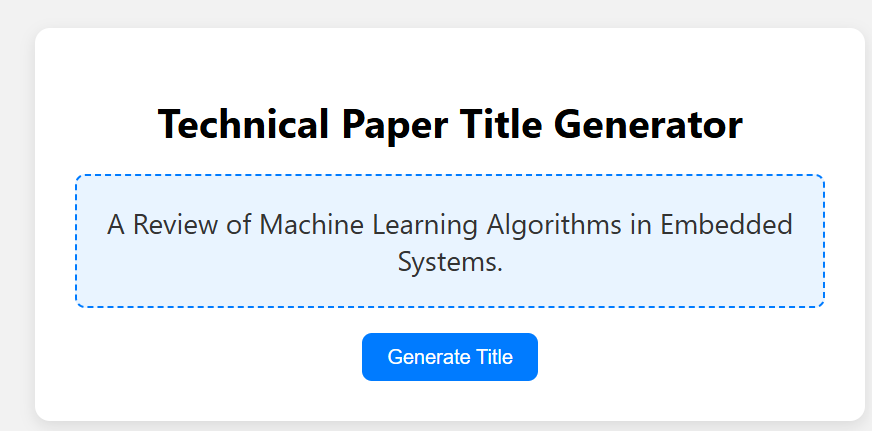 Technical Paper Title Generator
A Review of Machine Learning Algorithms in Embedded
Systems.
Generate Title